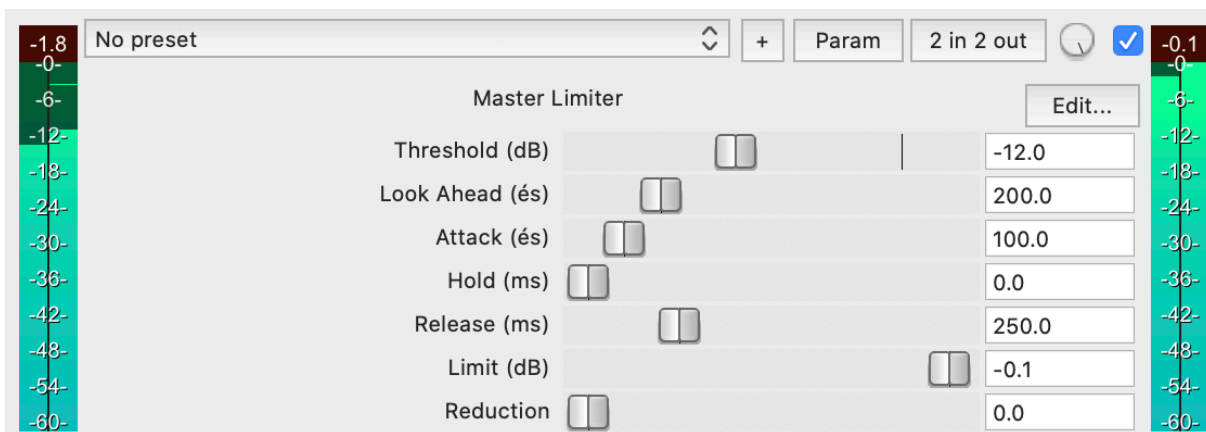 -1.8 No preset + Param 2 in 2 out -0.1
-0- -0-
-6- Master Limiter Edit... -6-
-12- Threshold (dB) -12.0 -12-
-18- Look Ahead (és) 200.0 -18-
-24- -24-
-30- Attack (és) 100.0 -30-
-36- Hold (ms) 0.0 -36-
-42- Release (ms) 250.0 -42-
-48- Limit (dB) -0.1 -48-
-54- -54-
-60- Reduction 0.0 -60-